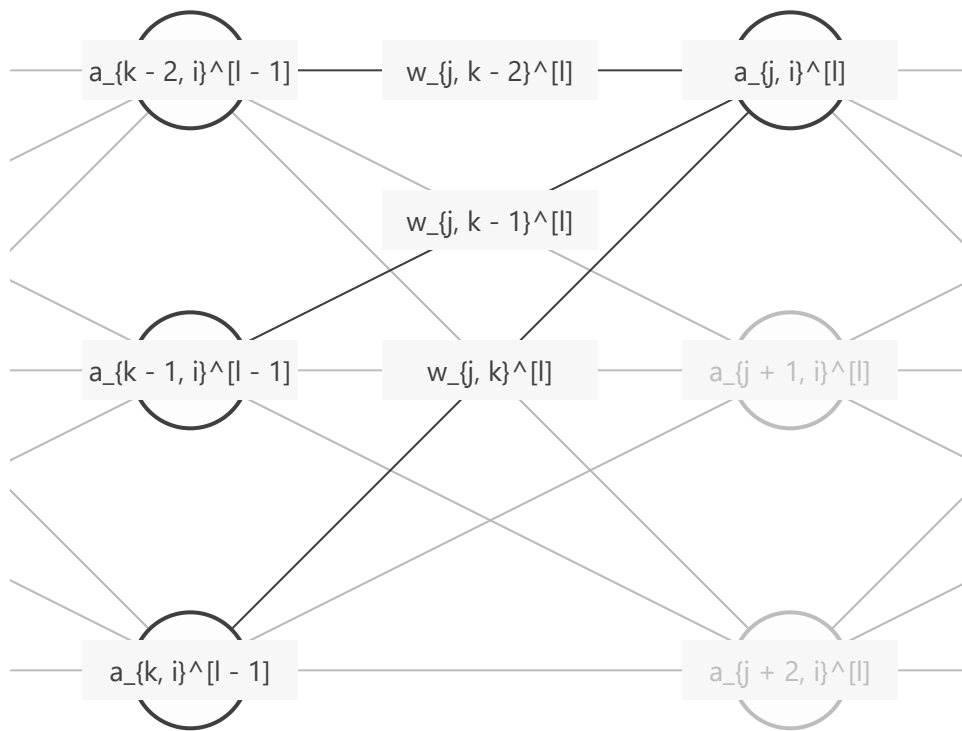 a_{k - 2, i}^[l - 1]
w_{j, k - 2}^[l]
a_{j, i}^[l]
w_{j, k - 1}^[l]
a_{k - 1, i}^[l - 1]
w_{j, k}^[l]
a_{j + 1, i}^[l]
a_{k, i}^[l - 1]
a_{j + 2, i}^[l]